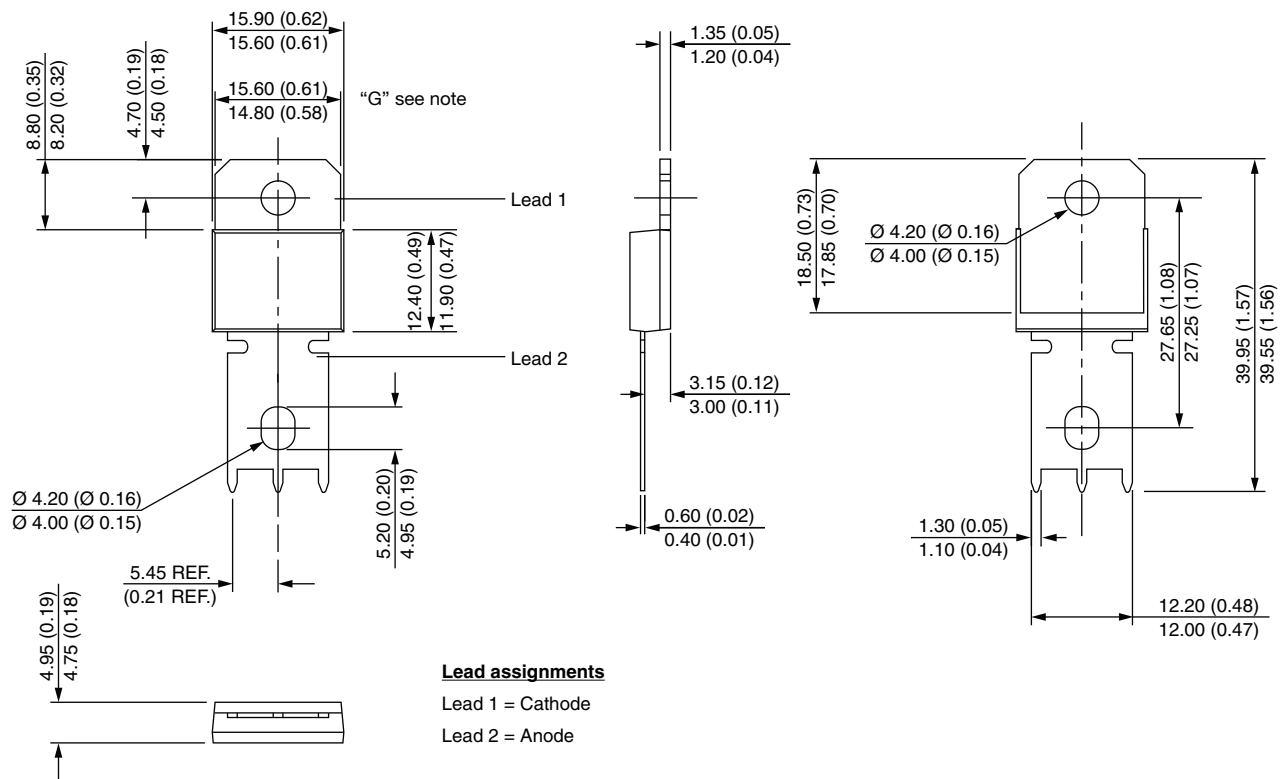 15.90 (0.62)
15.60 (0.61)
15.60 (0.61)
14.80 (0.58)
"G" see note
8.80 (0.35)
8.20 (0.32)
4.70 (0.19)
4.50 (0.18)
Lead 1
12.40 (0.49)
11.90 (0.47)
Lead 2
Ø 4.20 (Ø 0.16)
Ø 4.00 (Ø 0.15)
5.20 (0.20)
4.95 (0.19)
5.45 REF.
(0.21 REF.)
4.95 (0.19)
4.75 (0.18)
1.35 (0.05)
1.20 (0.04)
3.15 (0.12)
3.00 (0.11)
0.60 (0.02)
0.40 (0.01)
18.50 (0.73)
17.85 (0.70)
Ø 4.20 (Ø 0.16)
Ø 4.00 (Ø 0.15)
27.65 (1.08)
27.25 (1.07)
39.95 (1.57)
39.55 (1.56)
1.30 (0.05)
1.10 (0.04)
12.20 (0.48)
12.00 (0.47)
Lead assignments
Lead 1 = Cathode
Lead 2 = Anode